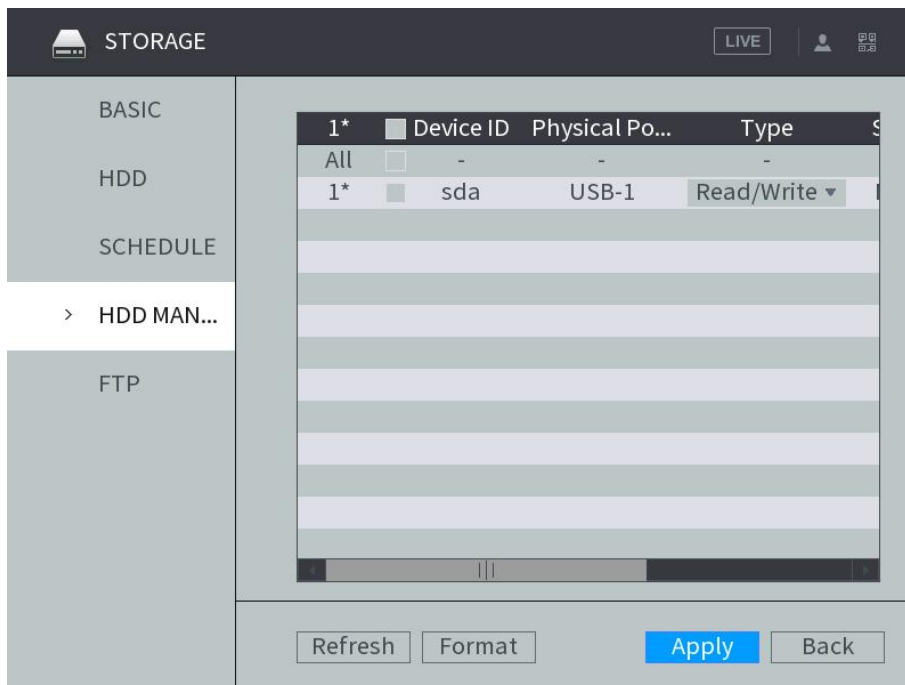 STORAGE
LIVE
BASIC
HDD
SCHEDULE
HDD MAN...
FTP
1* Device ID Physical Po... Type
All - - -
1* sda USB-1 Read/Write
Refresh Format Apply Back